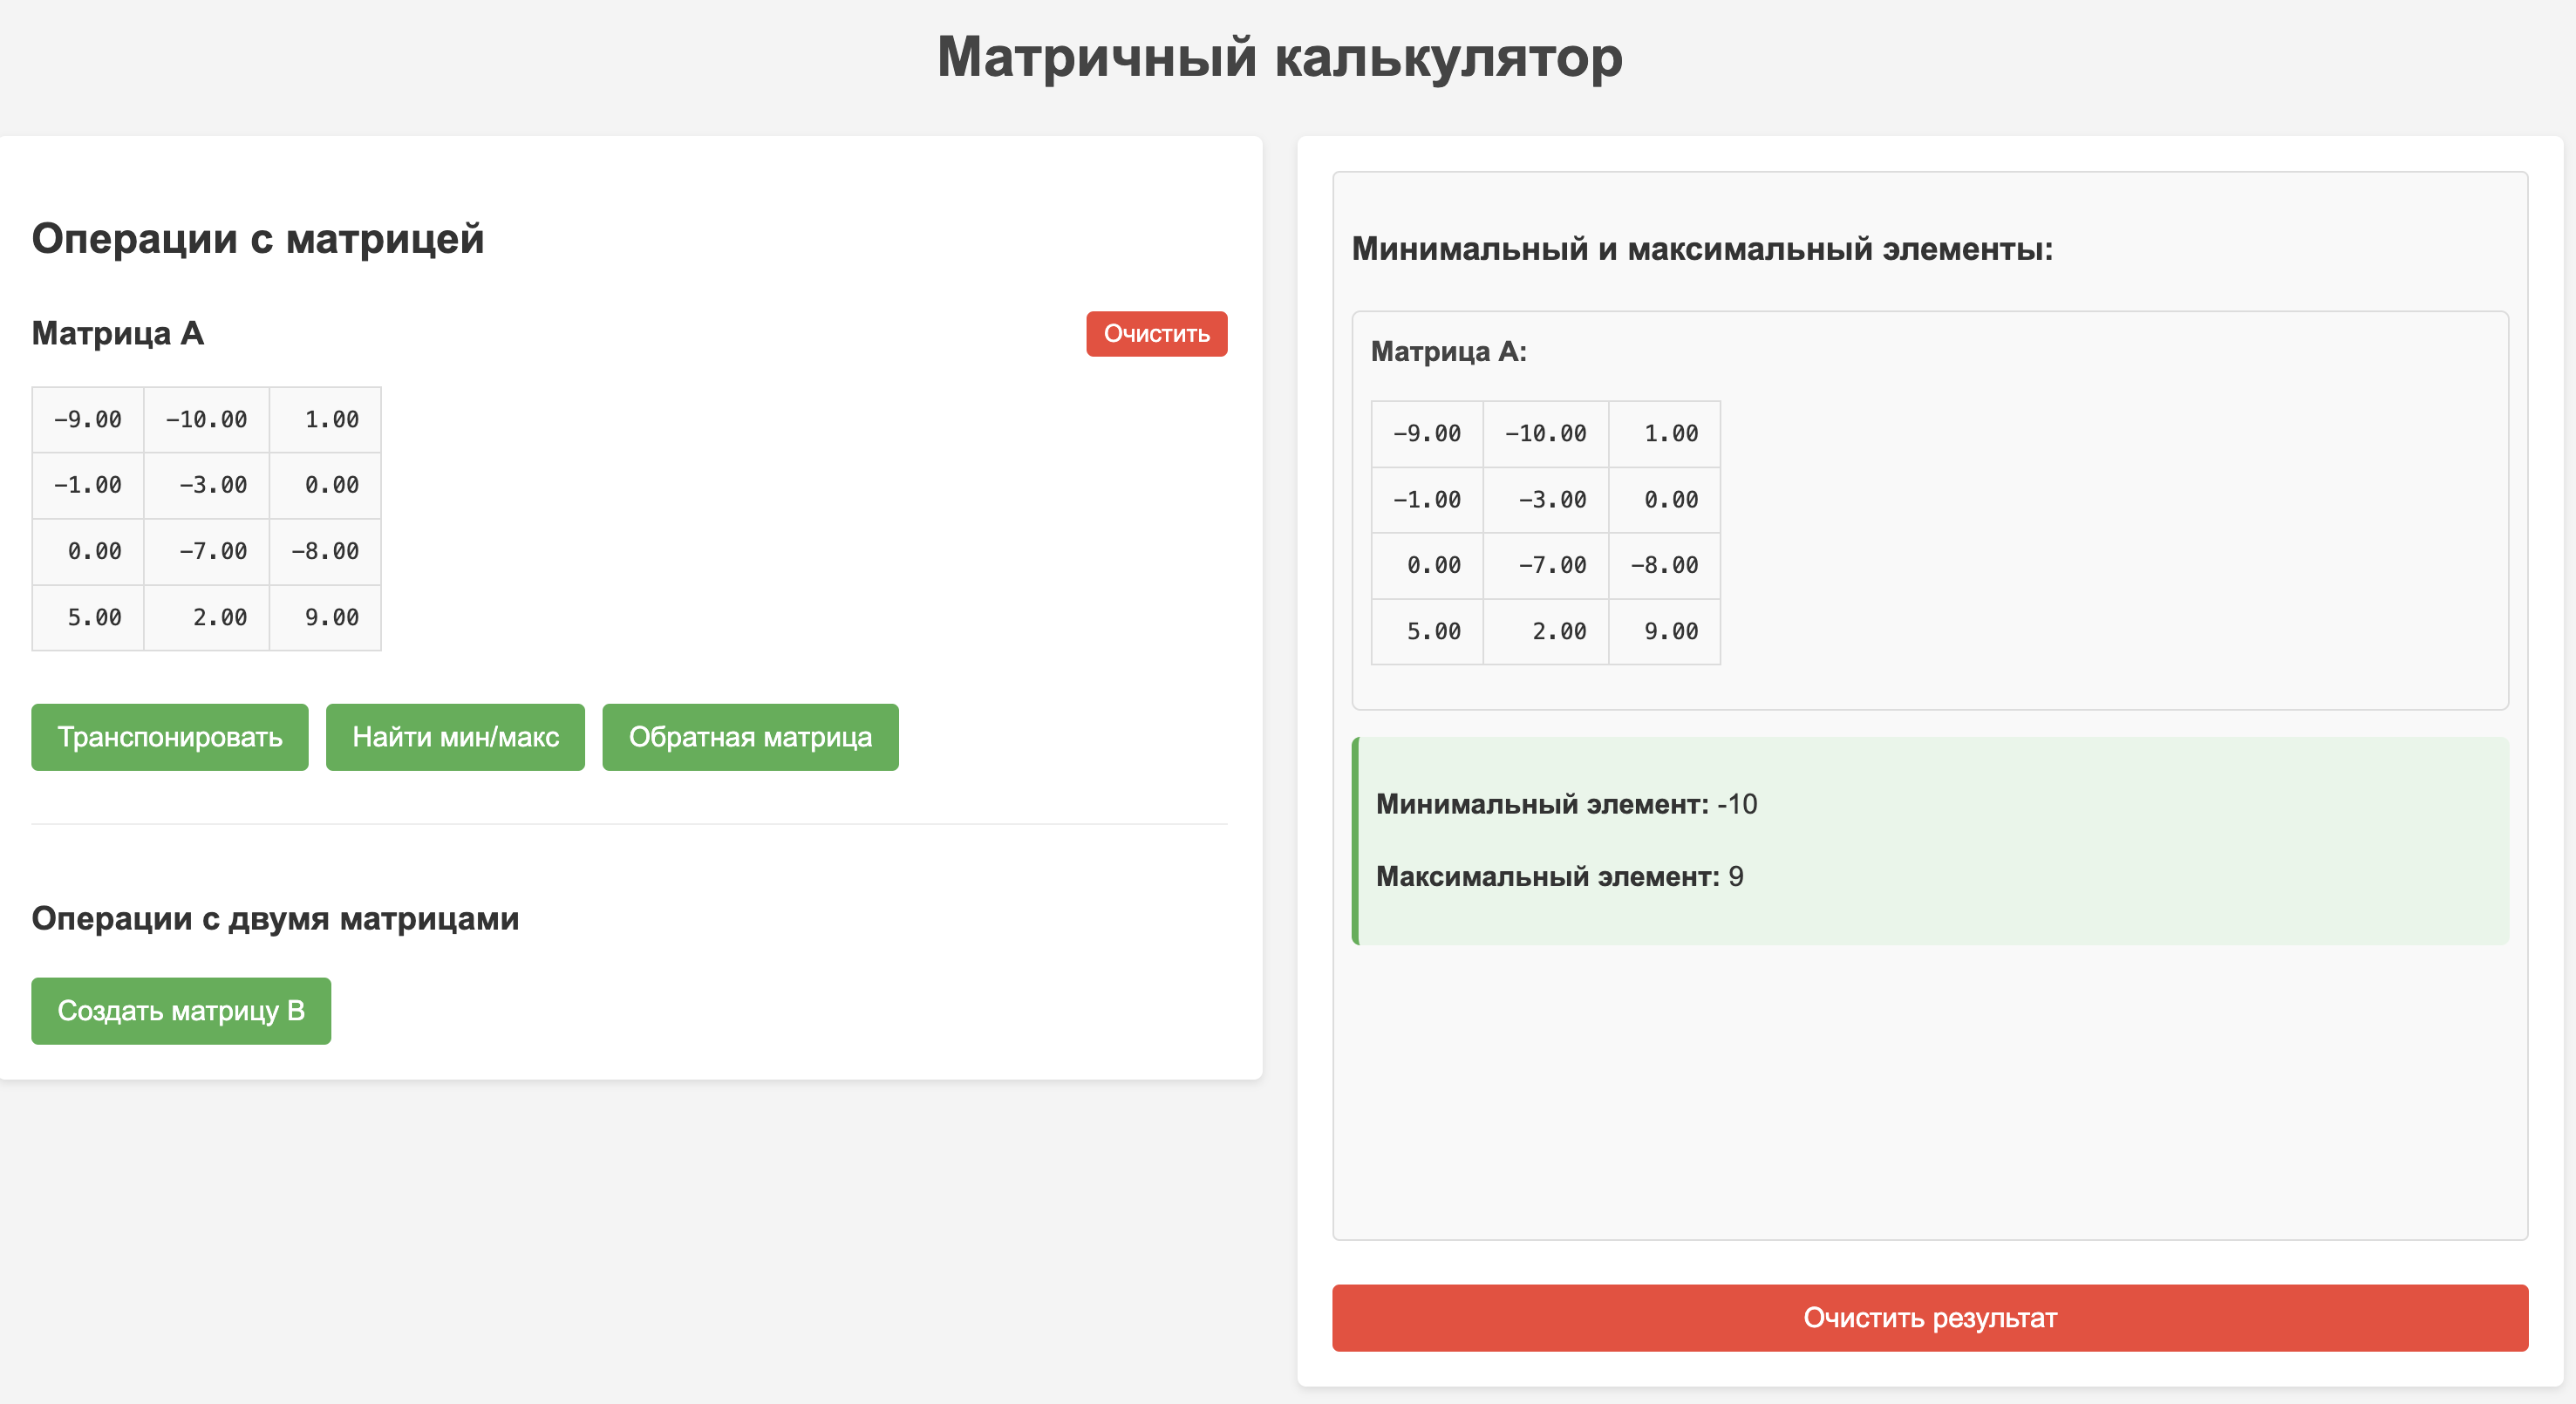 Матричный калькулятор
Операции с матрицей
Матрица A
Очистить
-9.00 -10.00 1.00
-1.00 -3.00 0.00
0.00 -7.00 -8.00
5.00 2.00 9.00
Транспонировать Найти мин/макс Обратная матрица
Операции с двумя матрицами
Создать матрицу B
Минимальный и максимальный элементы:
Матрица A:
-9.00 -10.00 1.00
-1.00 -3.00 0.00
0.00 -7.00 -8.00
5.00 2.00 9.00
Минимальный элемент: -10
Максимальный элемент: 9
Очистить результат